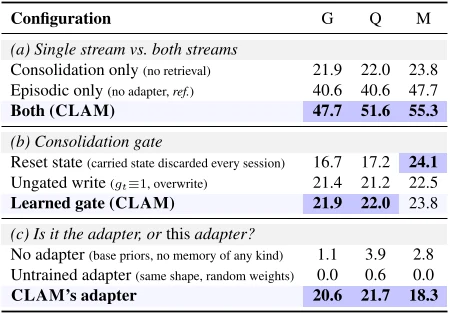 Configuration G Q M
(a) Single stream vs. both streams
Consolidation only (no retrieval) 21.9 22.0 23.8
Episodic only (no adapter, ref.) 40.6 40.6 47.7
Both (CLAM) 47.7 51.6 55.3
(b) Consolidation gate
Reset state (carried state discarded every session) 16.7 17.2 24.1
Ungated write (gₜ≡1, overwrite) 21.4 21.2 22.5
Learned gate (CLAM) 21.9 22.0 23.8
(c) Is it the adapter, or this adapter?
No adapter (base priors, no memory of any kind) 1.1 3.9 2.8
Untrained adapter (same shape, random weights) 0.0 0.6 0.0
CLAM's adapter 20.6 21.7 18.3